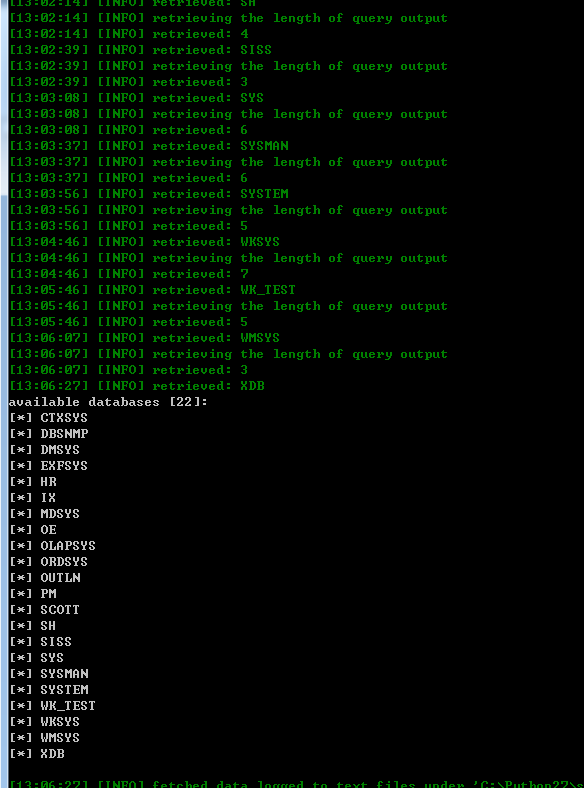 [13:02:14] [INFO] retrieved: SH
[13:02:14] [INFO] retrieving the length of query output
[13:02:14] [INFO] retrieved: 4
[13:02:39] [INFO] retrieved: SISS
[13:02:39] [INFO] retrieving the length of query output
[13:02:39] [INFO] retrieved: 3
[13:03:08] [INFO] retrieved: SYS
[13:03:08] [INFO] retrieving the length of query output
[13:03:08] [INFO] retrieved: 6
[13:03:37] [INFO] retrieved: SYSMAN
[13:03:37] [INFO] retrieving the length of query output
[13:03:37] [INFO] retrieved: 6
[13:03:56] [INFO] retrieved: SYSTEM
[13:03:56] [INFO] retrieving the length of query output
[13:03:56] [INFO] retrieved: 5
[13:04:46] [INFO] retrieved: WKSYS
[13:04:46] [INFO] retrieving the length of query output
[13:04:46] [INFO] retrieved: 7
[13:05:46] [INFO] retrieved: WK_TEST
[13:05:46] [INFO] retrieving the length of query output
[13:05:46] [INFO] retrieved: 5
[13:06:07] [INFO] retrieved: WMSYS
[13:06:07] [INFO] retrieving the length of query output
[13:06:07] [INFO] retrieved: 3
[13:06:27] [INFO] retrieved: XDB
available databases [22]:
[*] CTXSYS
[*] DBSNMP
[*] DMSYS
[*] EXFSYS
[*] HR
[*] IX
[*] MDSYS
[*] OE
[*] OLAPSYS
[*] ORDSYS
[*] OUTLN
[*] PM
[*] SCOTT
[*] SH
[*] SISS
[*] SYS
[*] SYSMAN
[*] SYSTEM
[*] WK_TEST
[*] WKSYS
[*] WMSYS
[*] XDB
[13:06:27] [INFO] fetched data logged to text files under 'C:\Python27\s